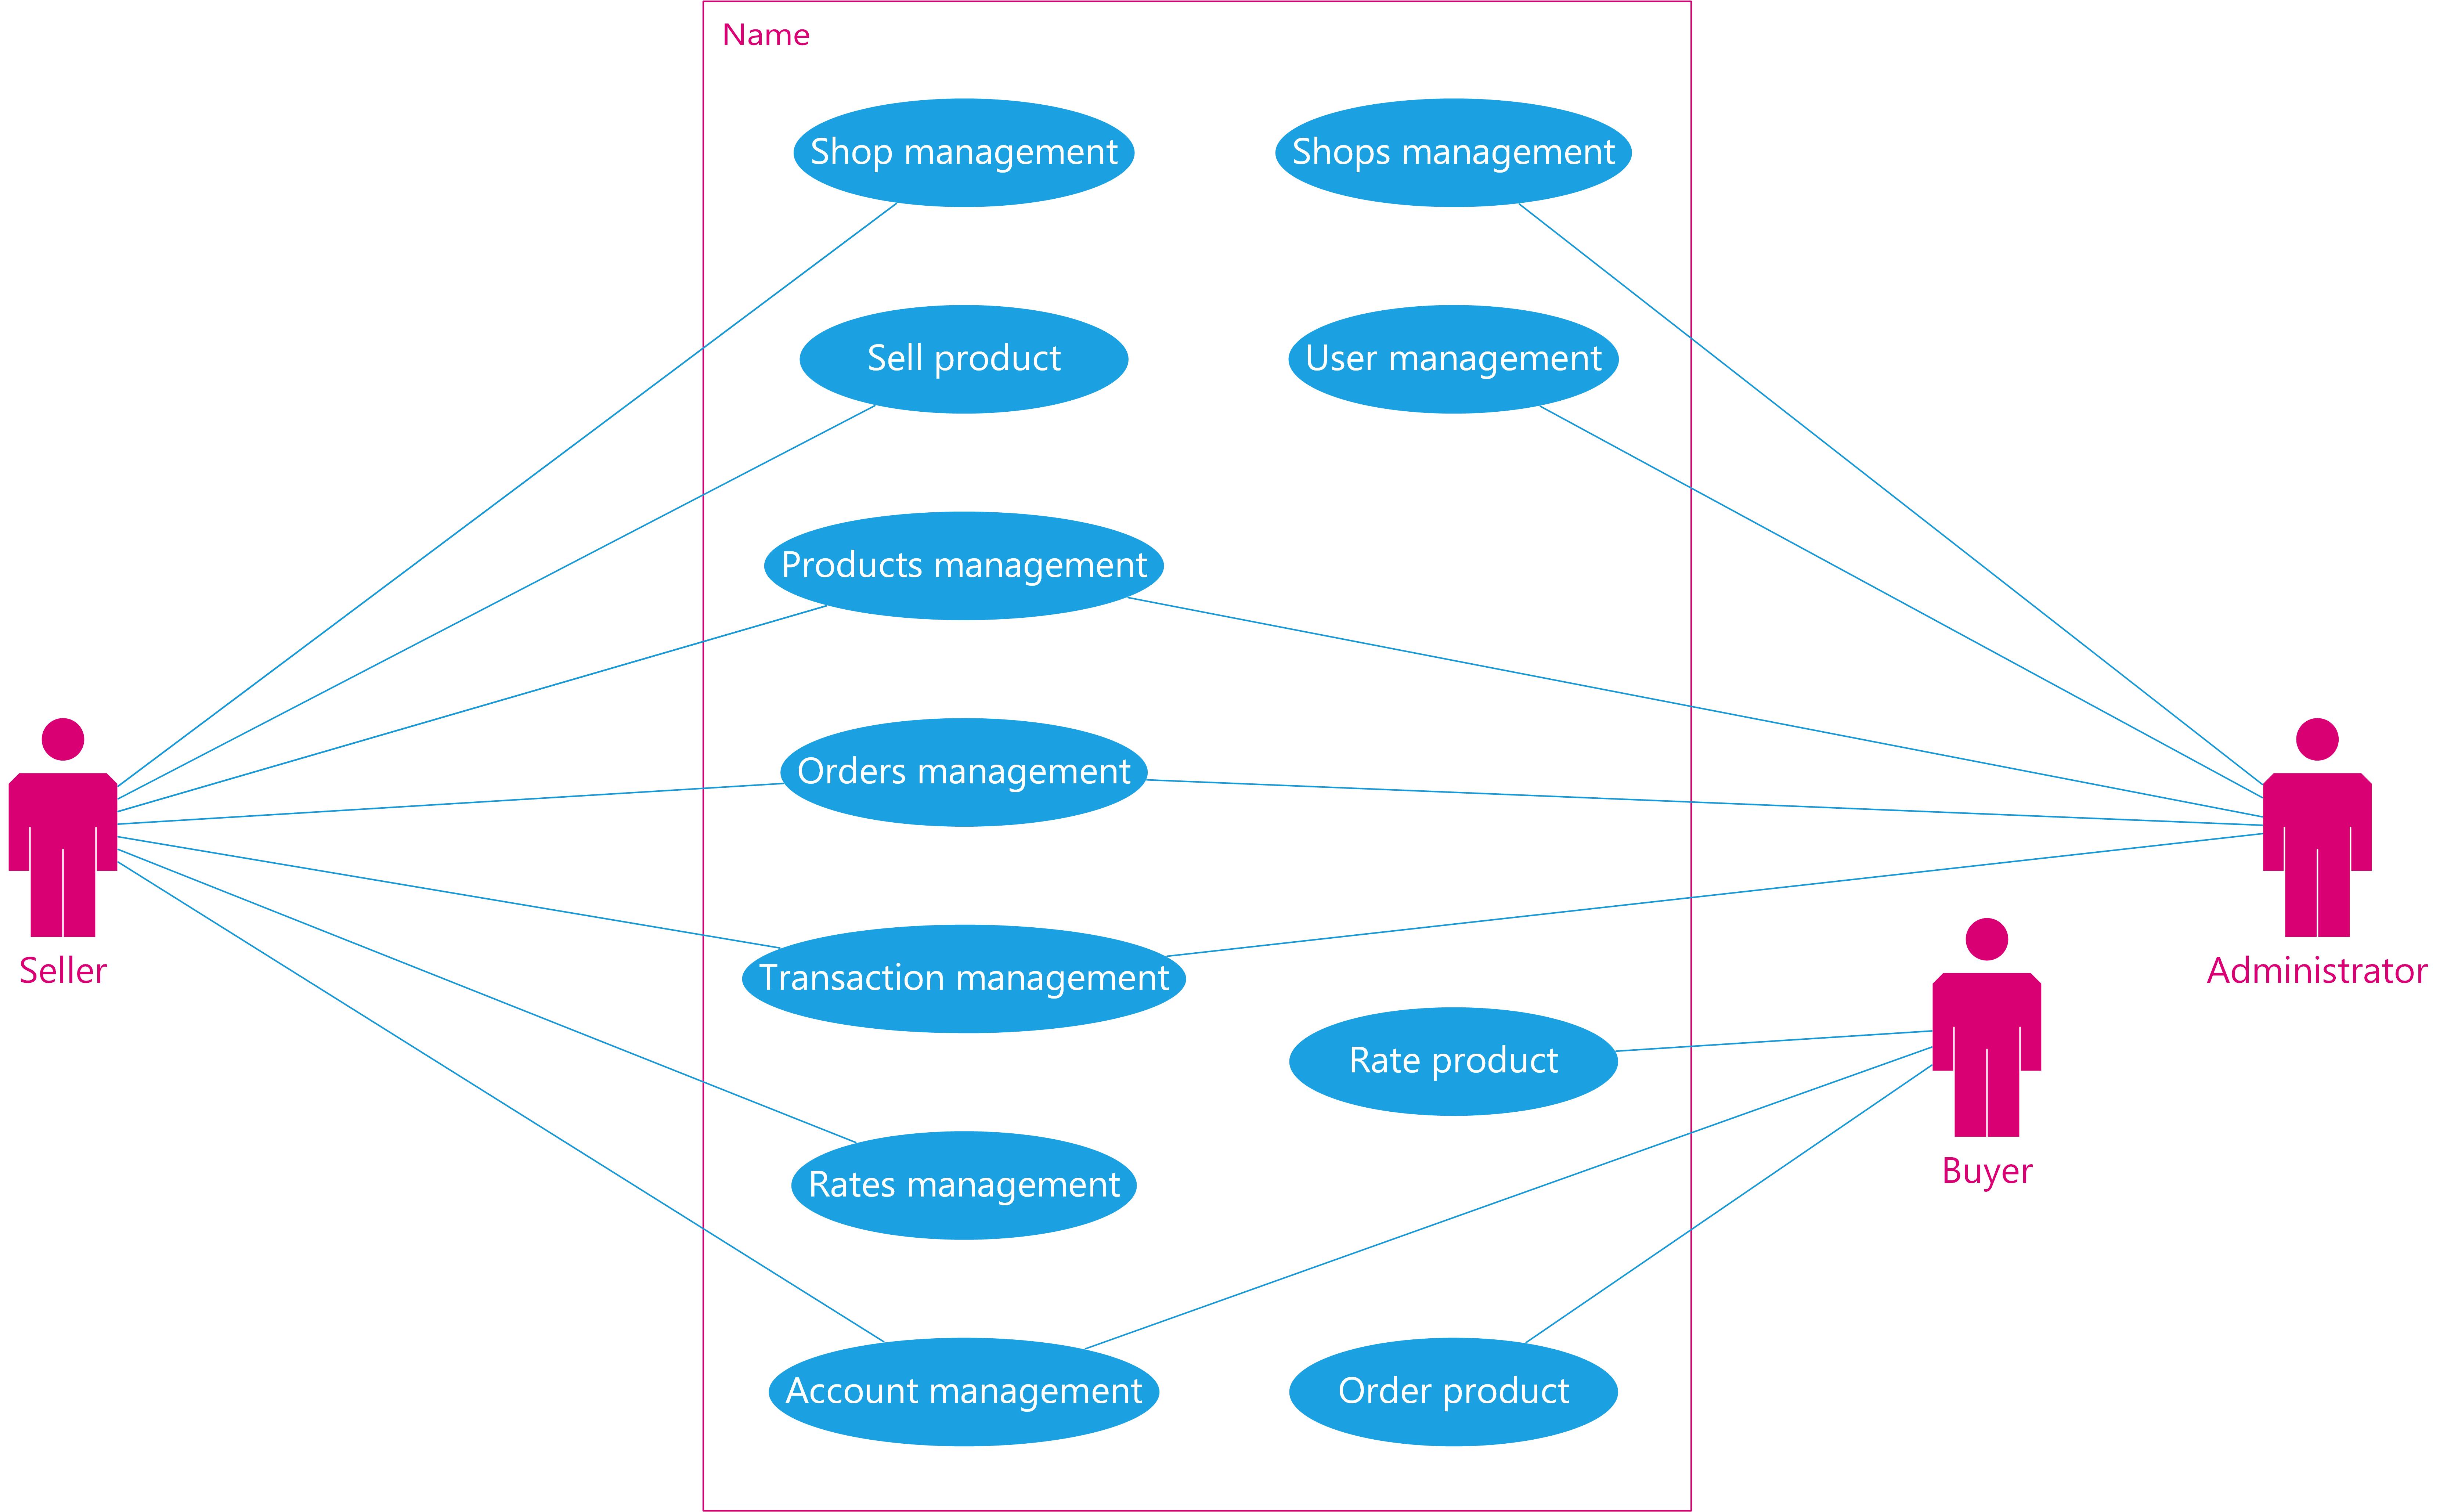 Name
Shop management
Shops management
Sell product
User management
Products management
Orders management
Transaction management
Seller
Administrator
Rate product
Buyer
Rates management
Account management
Order product